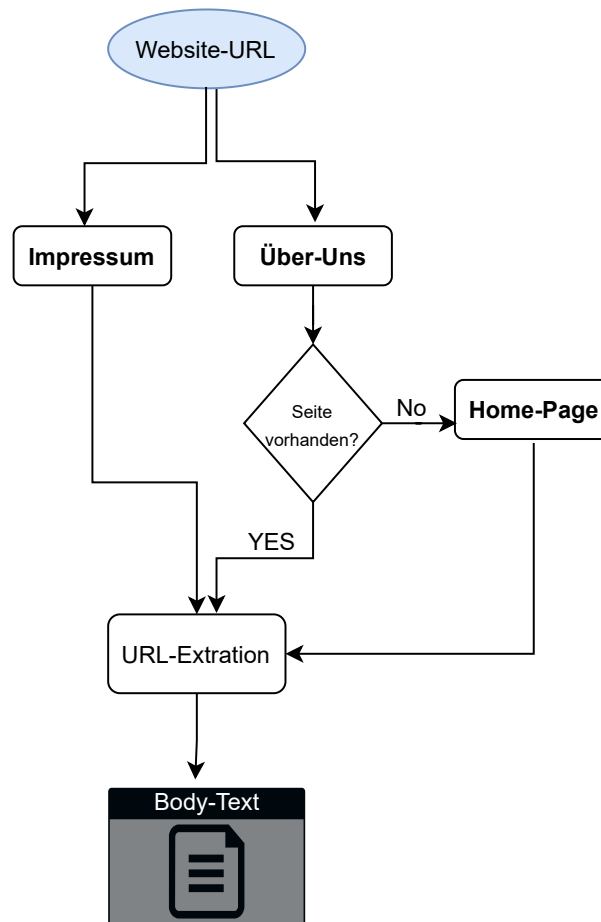 Website-URL
Impressum
Über-Uns
Seite
vorhanden?
No
Home-Page
YES
URL-Extration
Body-Text